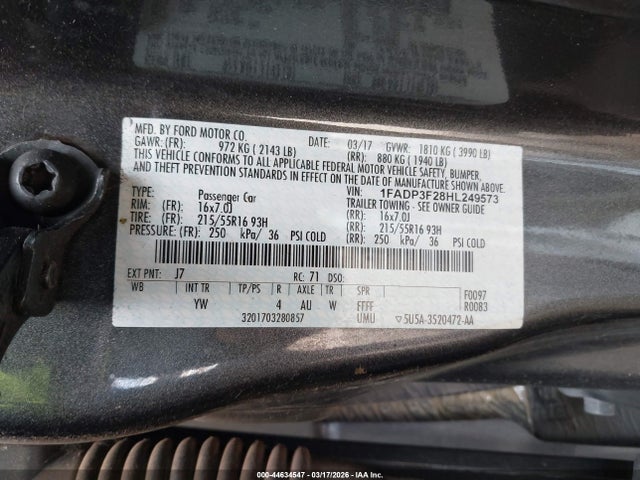 MFD. BY FORD MOTOR CO.
DATE: 03/17 GVWR: 1810 KG ( 3990 LB)
GAWR: (FR): 972 KG ( 2143 LB) (RR): 880 KG ( 1940 LB)
THIS VEHICLE CONFORMS TO ALL APPLICABLE FEDERAL MOTOR VEHICLE SAFETY, BUMPER,
AND THEFT PREVENTION STANDARDS IN EFFECT ON THE DATE OF MANUFACTURE SHOWN ABOVE.
VIN: 1FADP3F28HL249573
TYPE: Passenger Car TRAILER TOWING - SEE OWNER GUIDE
RIM: (FR): 16x7.0J (RR): 16x7.0J
TIRE: (FR): 215/55R16 93H (RR): 215/55R16 93H
PRESSURE: (FR): 250 kPa/ 36 PSI COLD (RR): 250 kPa/ 36 PSI COLD
EXT PNT: J7 RC: 71 DSO:
WB INT TR TP/PS R AXLE TR SPR F0097
YW 4 AU W FFFF R0083
3201703280857 UMU ▽5U5A-3520472-AA
000-44634547 — 03/17/2026 — IAA Inc.